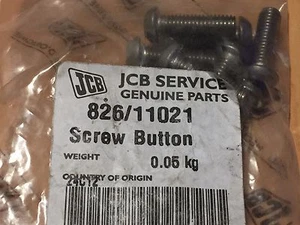 JCB
JCB SERVICE
GENUINE PARTS
826/11021
Screw Button
WEIGHT 0.05 kg
COUNTRY OF ORIGIN